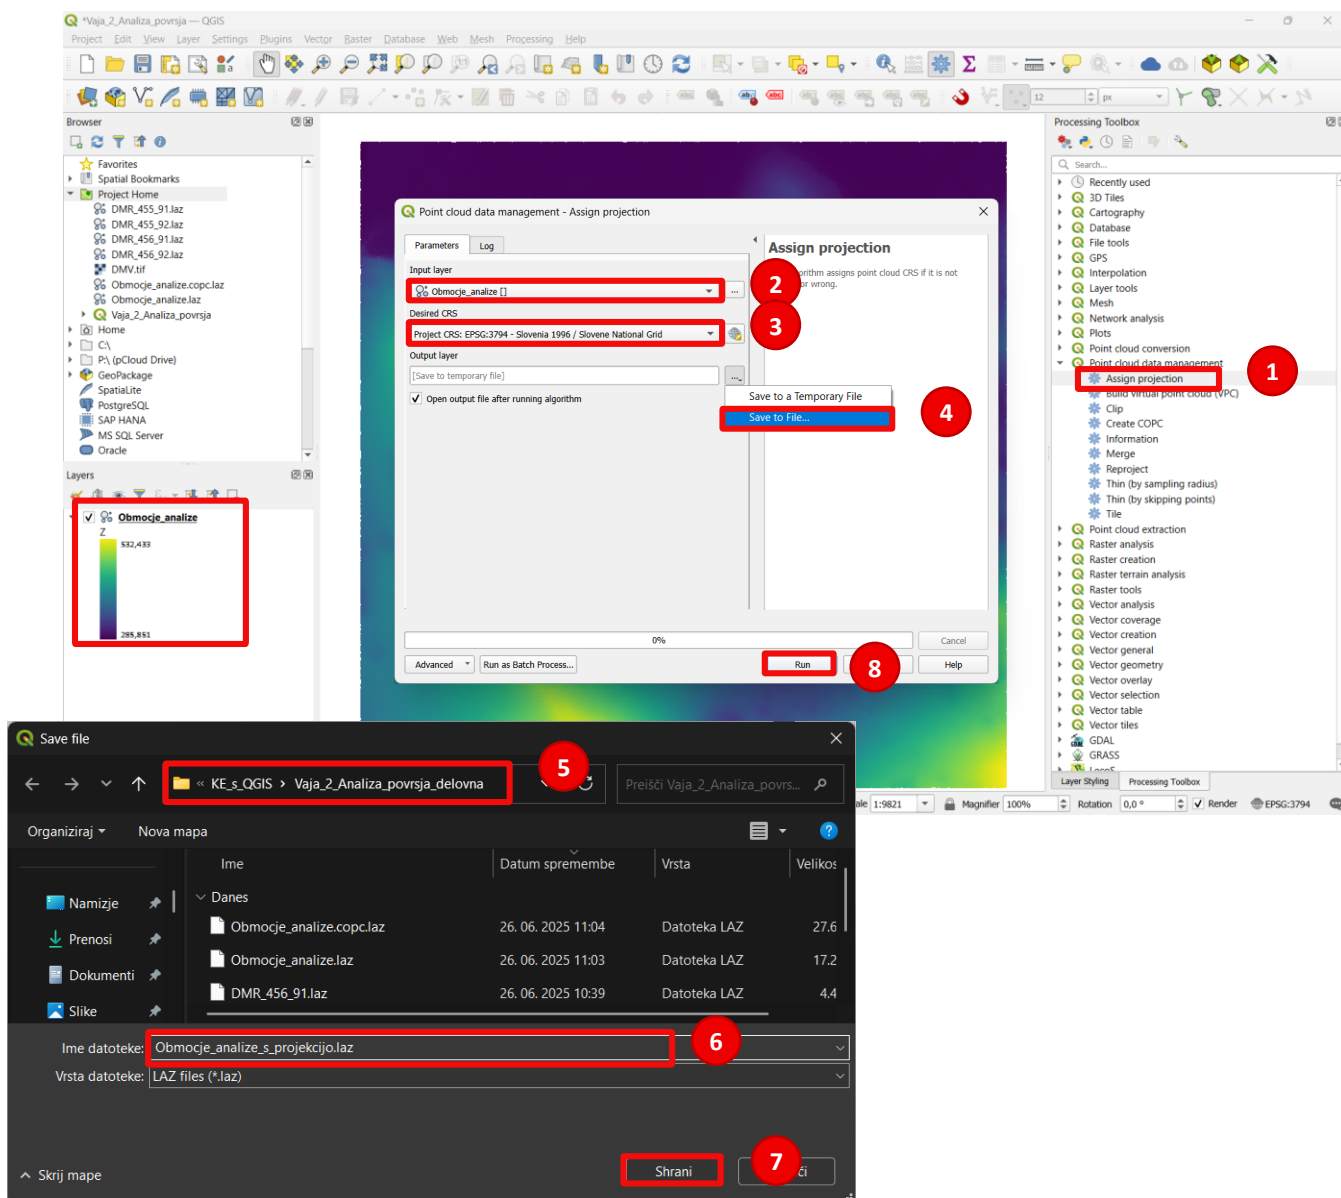 *Vaja_2_Analiza_povrsja — QGIS
Project Edit View Layer Settings Plugins Vector Raster Database Web Mesh Processing Help
12 px
Browser
Favorites
Spatial Bookmarks
Project Home
DMR_455_91.laz
DMR_455_92.laz
DMR_456_91.laz
DMR_456_92.laz
DMV.tif
Obmocje_analize.copc.laz
Obmocje_analize.laz
Vaja_2_Analiza_povrsja
Home
C:\
P:\ (pCloud Drive)
GeoPackage
SpatiaLite
PostgreSQL
SAP HANA
MS SQL Server
Oracle
Layers
Obmocje_analize
Z
532,433
285,851
Point cloud data management - Assign projection
Parameters Log
Input layer
Obmocje_analize []
...
2
Desired CRS
Project CRS: EPSG:3794 - Slovenia 1996 / Slovene National Grid
3
Output layer
[Save to temporary file]
...
Open output file after running algorithm
Save to a Temporary File
Save to File...
4
Assign projection
orithm assigns point cloud CRS if it is not
or wrong.
0%
Cancel
Advanced
Run as Batch Process...
Run
8
Help
Processing Toolbox
Search...
Recently used
3D Tiles
Cartography
Database
File tools
GPS
Interpolation
Layer tools
Mesh
Network analysis
Plots
Point cloud conversion
Point cloud data management
Assign projection
1
Build virtual point cloud (VPC)
Clip
Create COPC
Information
Merge
Reproject
Thin (by sampling radius)
Thin (by skipping points)
Tile
Point cloud extraction
Raster analysis
Raster creation
Raster terrain analysis
Raster tools
Vector analysis
Vector coverage
Vector creation
Vector general
Vector geometry
Vector overlay
Vector selection
Vector table
Vector tiles
GDAL
GRASS
Layer Styling Processing Toolbox
ale 1:9821 Magnifier 100% Rotation 0,0 ° Render EPSG:3794
Save file
« KE_s_QGIS > Vaja_2_Analiza_povrsja_delovna
5
Preišči Vaja_2_Analiza_povrs...
Organiziraj Nova mapa
Ime Datum spremembe Vrsta Velikos
Danes
Namizje
Prenosi
Dokumenti
Slike
Obmocje_analize.copc.laz 26. 06. 2025 11:04 Datoteka LAZ 27.6
Obmocje_analize.laz 26. 06. 2025 11:03 Datoteka LAZ 17.2
DMR_456_91.laz 26. 06. 2025 10:39 Datoteka LAZ 4.4
Ime datoteke: Obmocje_analize_s_projekcijo.laz
6
Vrsta datoteke: LAZ files (*.laz)
Skrij mape
Shrani
7
či